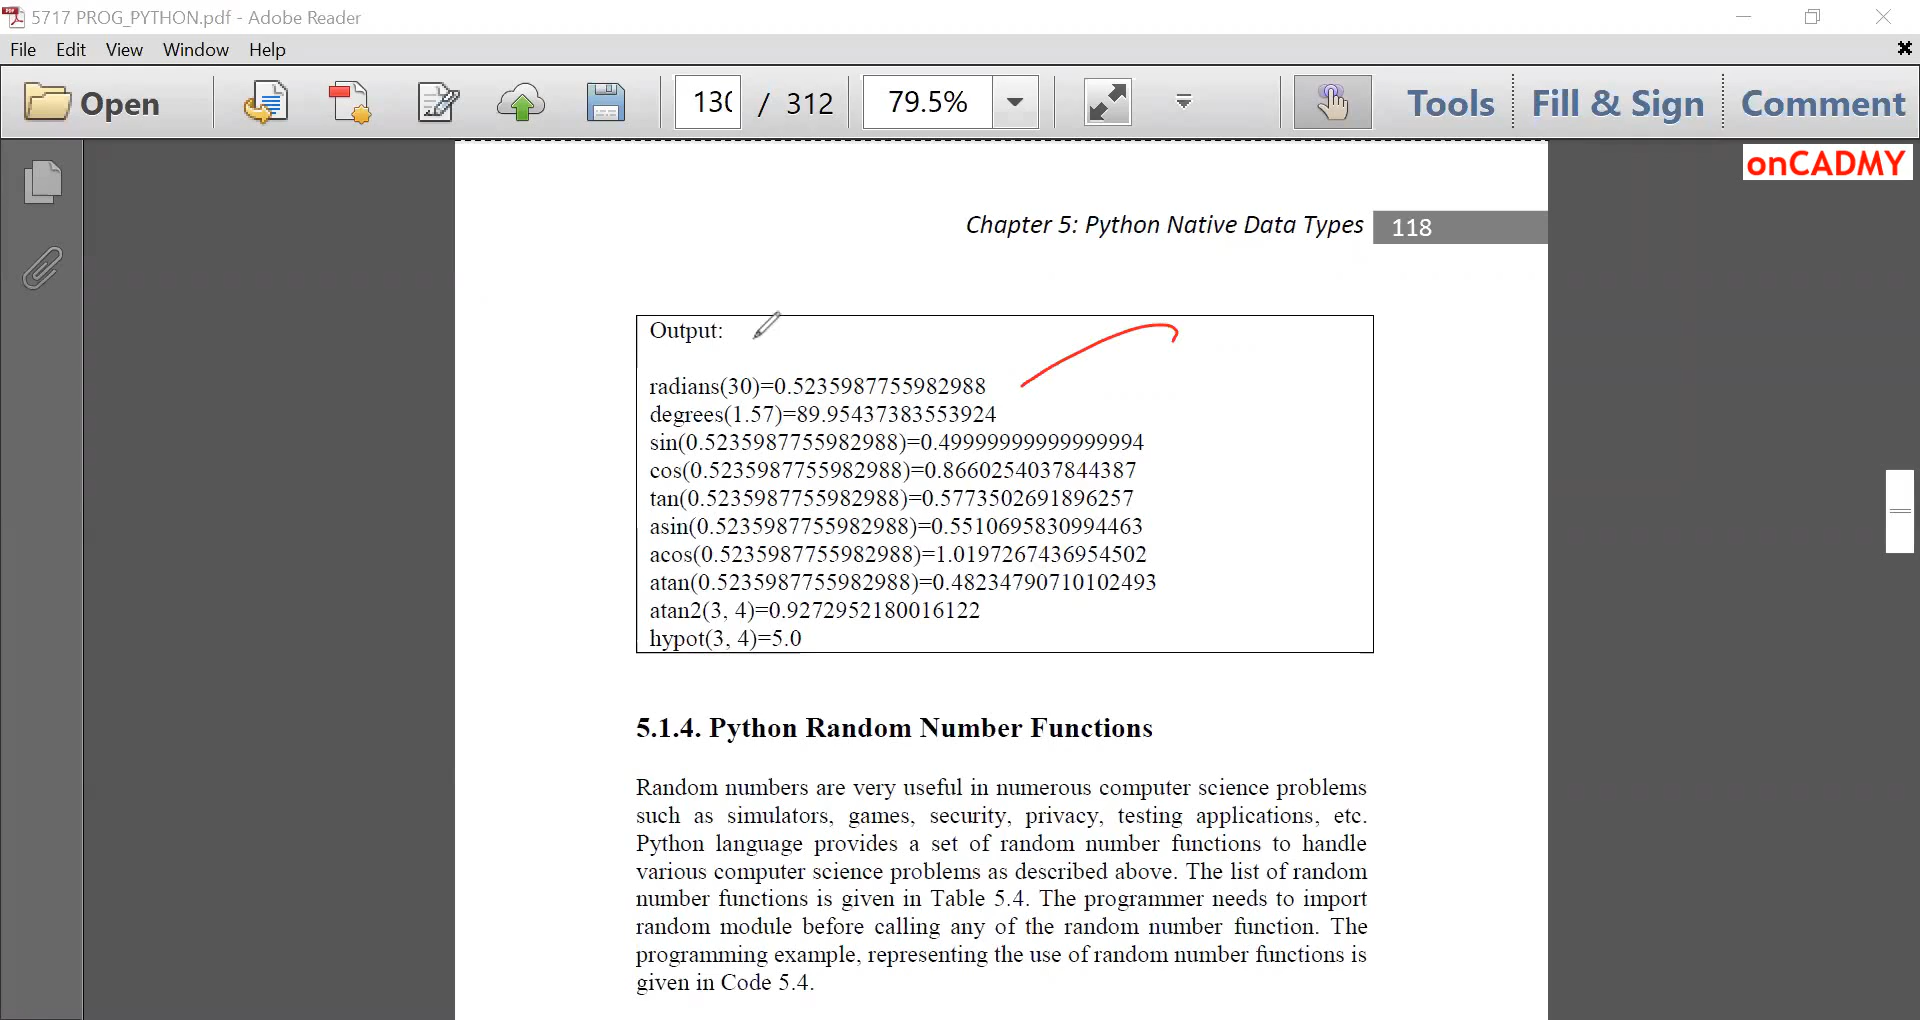 5717 PROG_PYTHON.pdf - Adobe Reader
File Edit View Window Help
Open 130 / 312 79.5% Tools Fill & Sign Comment
onCADMY
Chapter 5: Python Native Data Types 118
Output:
radians(30)=0.5235987755982988
degrees(1.57)=89.95437383553924
sin(0.5235987755982988)=0.49999999999999994
cos(0.5235987755982988)=0.8660254037844387
tan(0.5235987755982988)=0.5773502691896257
asin(0.5235987755982988)=0.5510695830994463
acos(0.5235987755982988)=1.0197267436954502
atan(0.5235987755982988)=0.48234790710102493
atan2(3, 4)=0.9272952180016122
hypot(3, 4)=5.0
5.1.4. Python Random Number Functions
Random numbers are very useful in numerous computer science problems
such as simulators, games, security, privacy, testing applications, etc.
Python language provides a set of random number functions to handle
various computer science problems as described above. The list of random
number functions is given in Table 5.4. The programmer needs to import
random module before calling any of the random number function. The
programming example, representing the use of random number functions is
given in Code 5.4.